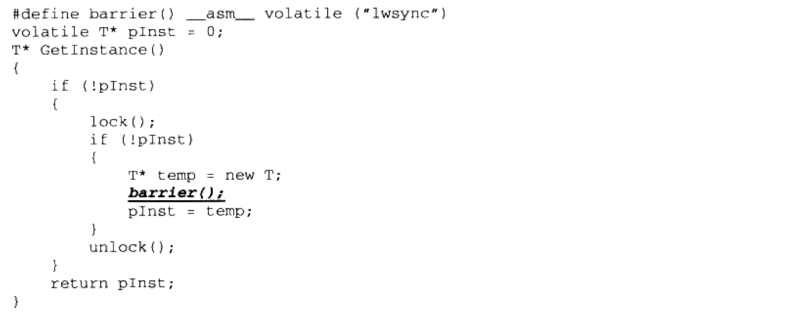 #define barrier() __asm__ volatile ("lwsync")
volatile T* pInst = 0;
T* GetInstance()
{
    if (!pInst)
    {
        lock();
        if (!pInst)
        {
            T* temp = new T;
            barrier();
            pInst = temp;
        }
        unlock();
    }
    return pInst;
}